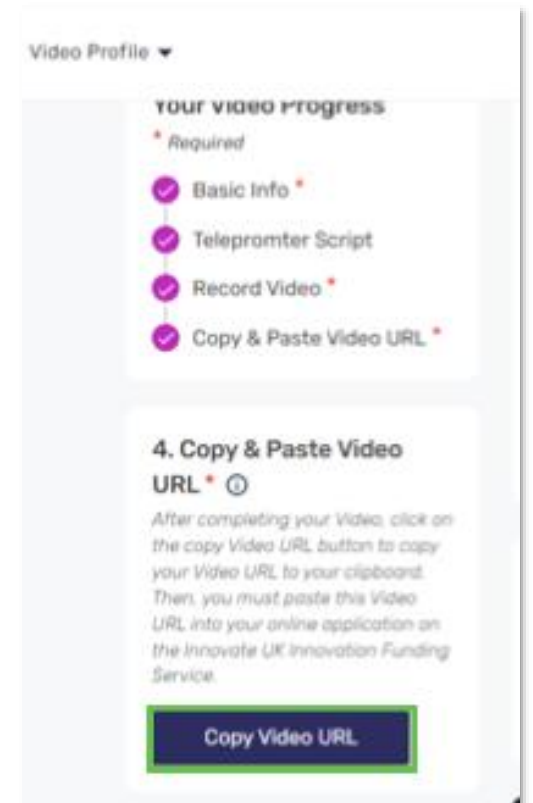 Video Profile
Your Video Progress
* Required
Basic Info *
Telepromter Script
Record Video *
Copy & Paste Video URL *
4. Copy & Paste Video
URL *
After completing your Video, click on
the copy Video URL button to copy
your Video URL to your clipboard.
Then, you must paste this Video
URL into your online application on
the Innovate UK Innovation Funding
Service.
Copy Video URL